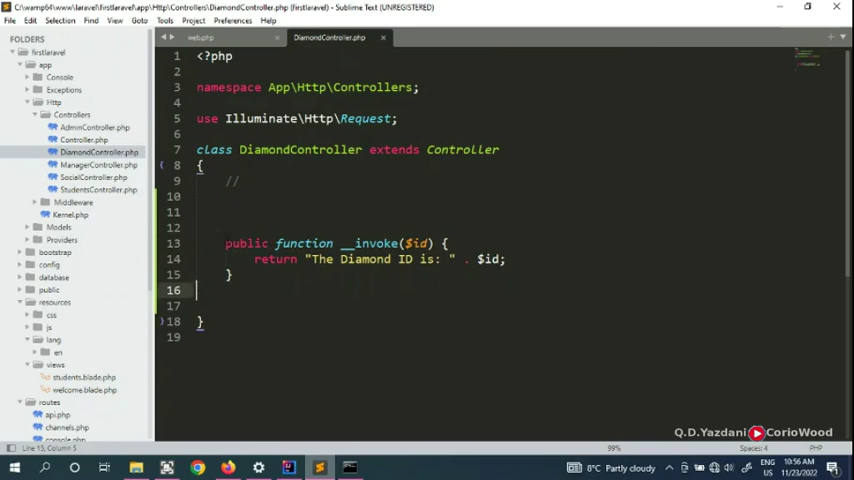 C:\wamp64\www\laravel\firstlaravel\app\Http\Controllers\DiamondController.php (firstlaravel) - Sublime Text (UNREGISTERED)
File Edit Selection Find View Goto Tools Project Preferences Help
FOLDERS
firstlaravel
app
Console
Exceptions
Http
Controllers
AdminController.php
Controller.php
DiamondController.php
ManagerController.php
SocialController.php
StudentsController.php
Middleware
Kernel.php
Models
Providers
bootstrap
config
database
public
resources
css
js
lang
en
views
students.blade.php
welcome.blade.php
routes
api.php
channels.php
console.php
web.php
DiamondController.php
1 <?php
2
3 namespace App\Http\Controllers;
4
5 use Illuminate\Http\Request;
6
7 class DiamondController extends Controller
8 {
9 //
10
11
12
13 public function __invoke($id) {
14 return "The Diamond ID is: " . $id;
15 }
16
17
18 }
19
Q.D.Yazdani CorioWood
Line 15, Column 5
99%
Spaces: 4
PHP
8°C Partly cloudy
ENG
US
10:56 AM
11/23/2022